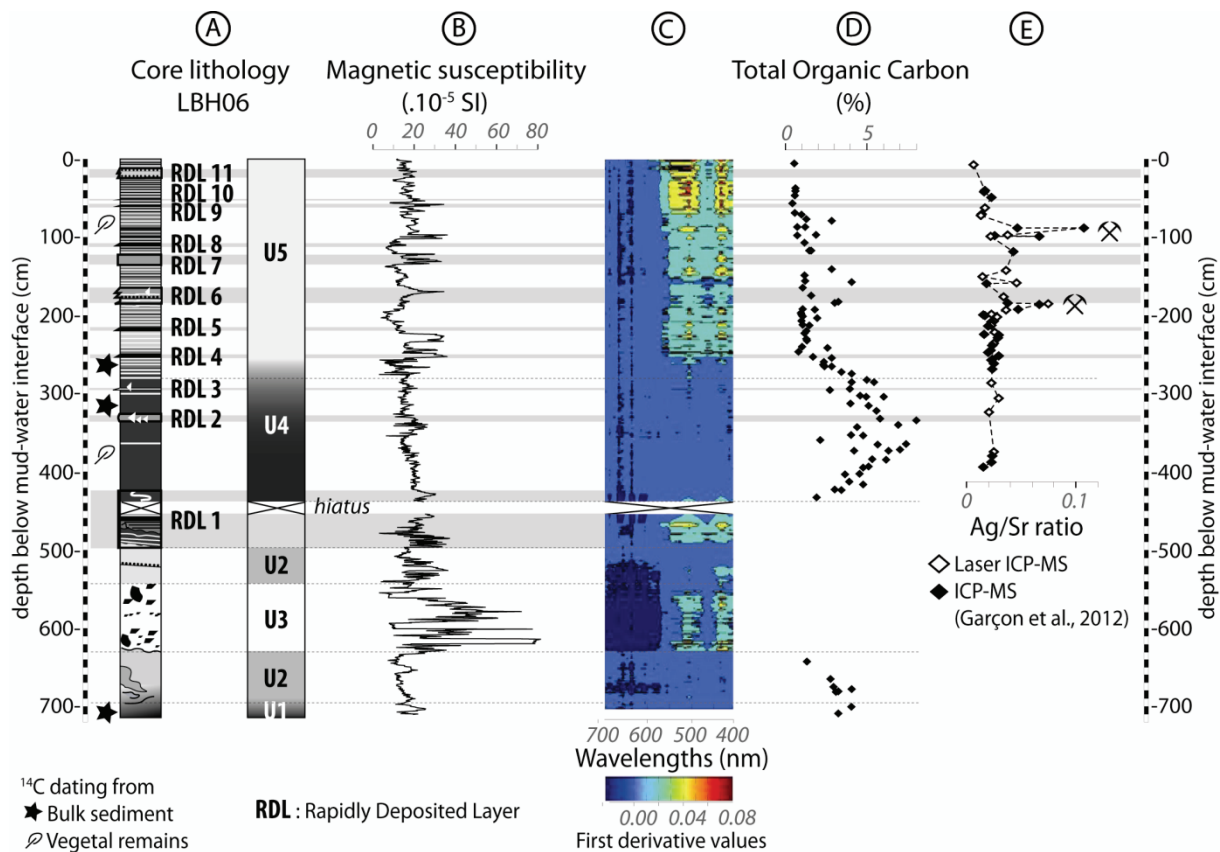 A B C D E
Core lithology
LBH06
Magnetic susceptibility
(.10⁻⁵ SI)
0 20 40 60 80
Total Organic Carbon
(%)
0 5
depth below mud-water interface (cm)
0-
100-
200-
300-
400-
500-
600-
700-
RDL 11
RDL 10
RDL 9
RDL 8
RDL 7
RDL 6
RDL 5
RDL 4
RDL 3
RDL 2
RDL 1
U5
U4
hiatus
U2
U3
U2
U1
700 600 500 400
Wavelengths (nm)
0.00 0.04 0.08
First derivative values
0 0.1
Ag/Sr ratio
Laser ICP-MS
ICP-MS
(Garçon et al., 2012)
-0
-100
-200
-300
-400
-500
-600
-700
depth below mud-water interface (cm)
¹⁴C dating from
Bulk sediment
Vegetal remains
RDL : Rapidly Deposited Layer